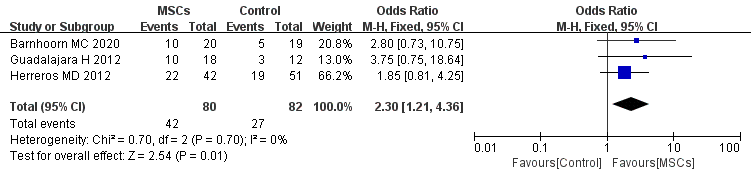 MSCs Control Odds Ratio Odds Ratio
Study or Subgroup Events Total Events Total Weight M-H, Fixed, 95% CI M-H, Fixed, 95% CI
Barnhoorn MC 2020 10 20 5 19 20.8% 2.80 [0.73, 10.75]
Guadalajara H 2012 10 18 3 12 13.0% 3.75 [0.75, 18.64]
Herreros MD 2012 22 42 19 51 66.2% 1.85 [0.81, 4.25]
Total (95% CI) 80 82 100.0% 2.30 [1.21, 4.36]
Total events 42 27
Heterogeneity: Chi² = 0.70, df = 2 (P = 0.70); I² = 0%
Test for overall effect: Z = 2.54 (P = 0.01)
0.01 0.1 1 10 100
Favours[Control] Favours[MSCs]